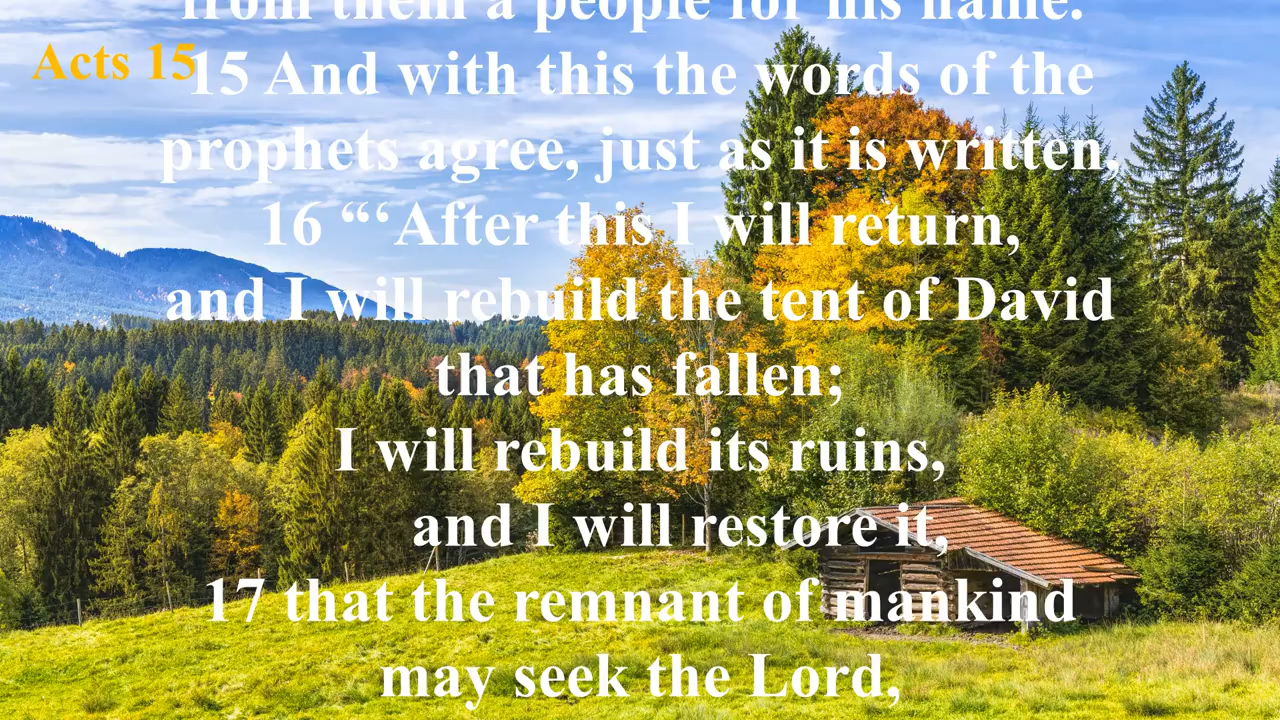 from them a people for his name.
Acts 15
15 And with this the words of the
prophets agree, just as it is written,
16 “‘After this I will return,
and I will rebuild the tent of David
that has fallen;
I will rebuild its ruins,
and I will restore it,
17 that the remnant of mankind
may seek the Lord,